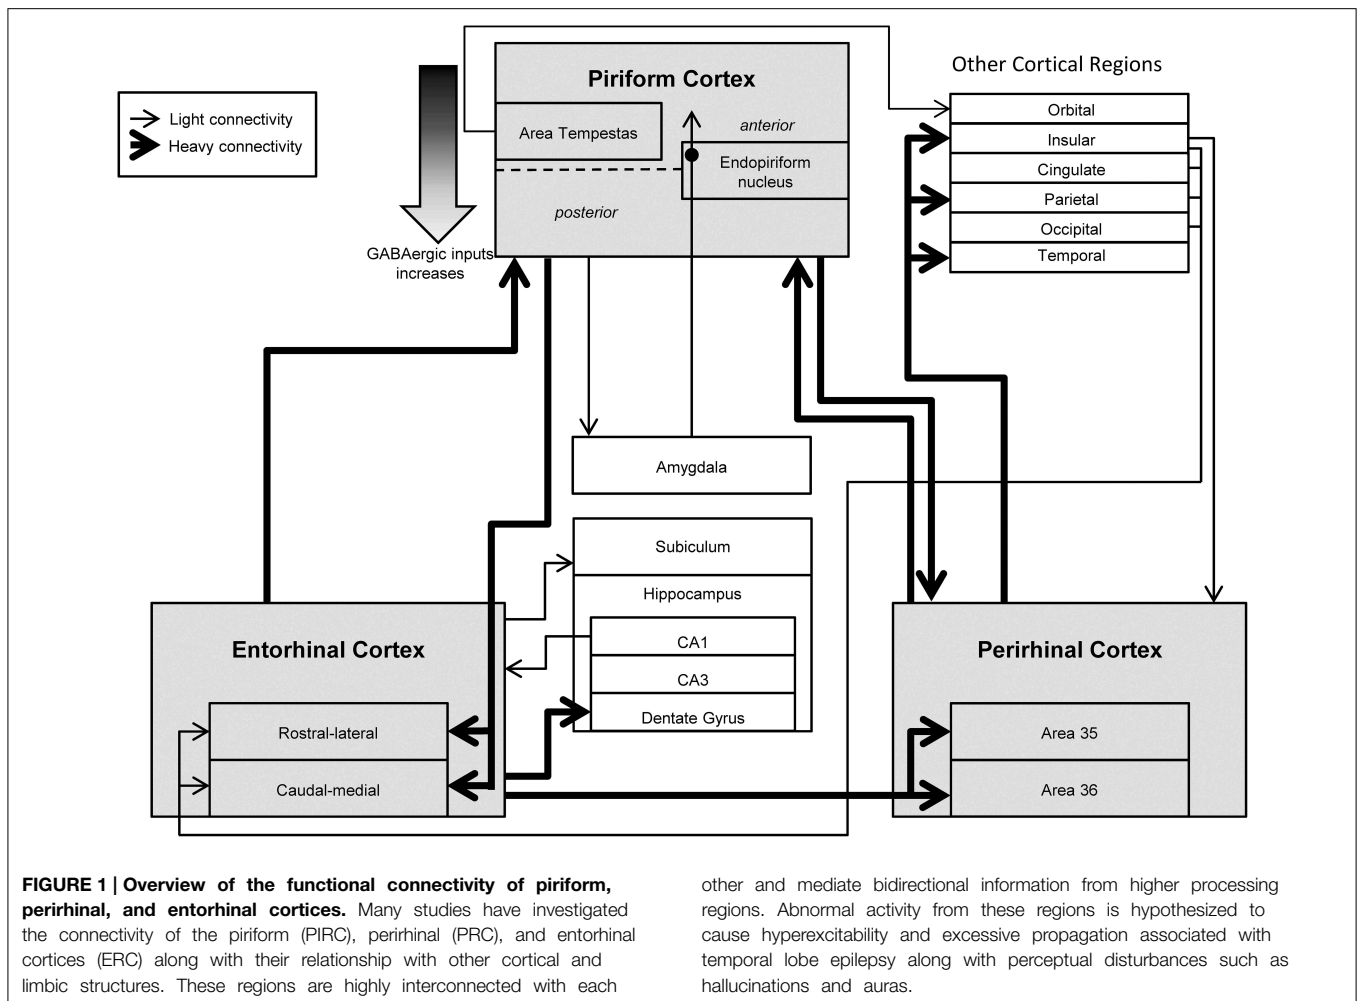 Light connectivity
Heavy connectivity
GABAergic inputs
increases
Piriform Cortex
Area Tempestas
anterior
Endopiriform
nucleus
posterior
Other Cortical Regions
Orbital
Insular
Cingulate
Parietal
Occipital
Temporal
Amygdala
Subiculum
Hippocampus
CA1
CA3
Dentate Gyrus
Entorhinal Cortex
Rostral-lateral
Caudal-medial
Perirhinal Cortex
Area 35
Area 36
FIGURE 1 | Overview of the functional connectivity of piriform,
perirhinal, and entorhinal cortices. Many studies have investigated
the connectivity of the piriform (PIRC), perirhinal (PRC), and entorhinal
cortices (ERC) along with their relationship with other cortical and
limbic structures. These regions are highly interconnected with each
other and mediate bidirectional information from higher processing
regions. Abnormal activity from these regions is hypothesized to
cause hyperexcitability and excessive propagation associated with
temporal lobe epilepsy along with perceptual disturbances such as
hallucinations and auras.